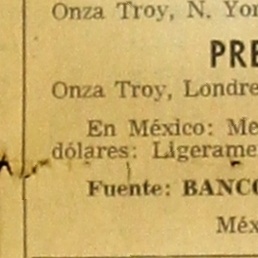 Onza Troy, N. Yor
PRE
Onza Troy, Londre
En México: Me
dólares: Ligerame
Fuente: BANCO
Méx